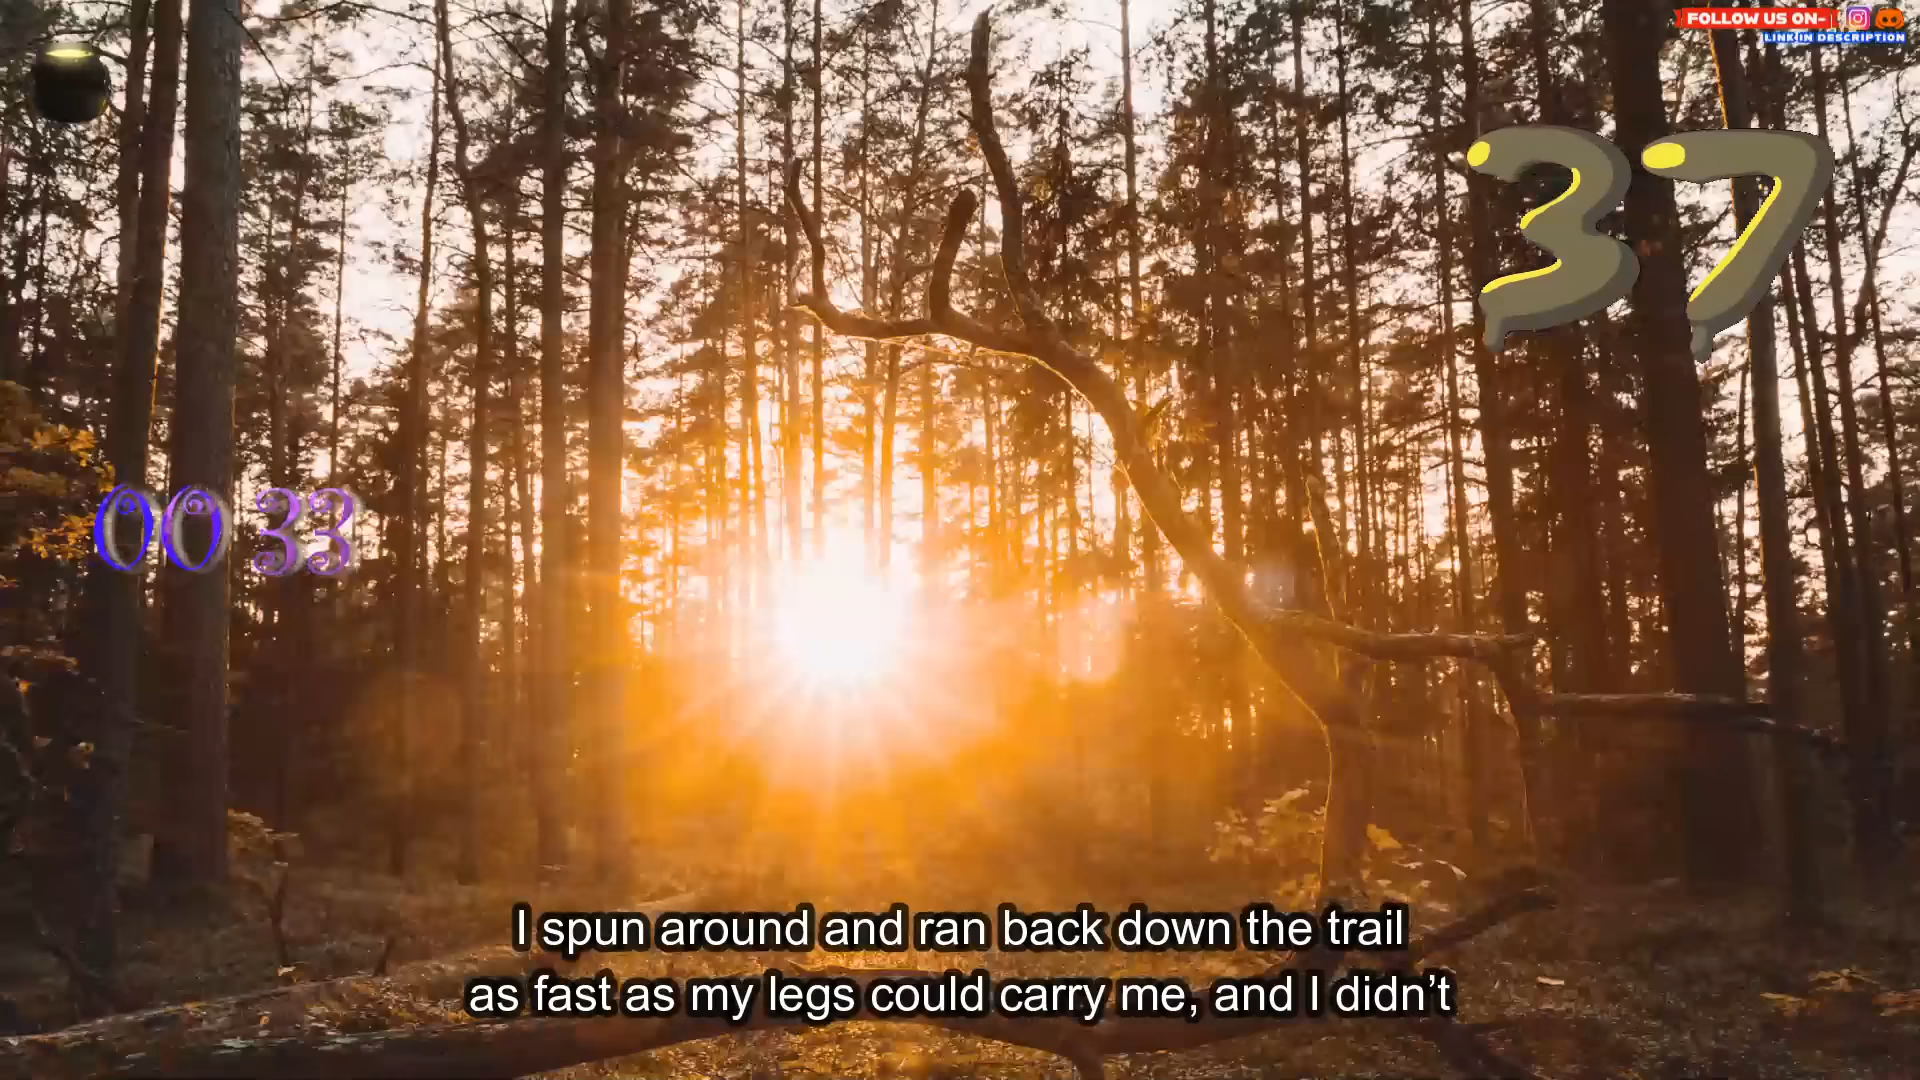 FOLLOW US ON-
LINK IN DESCRIPTION
37
00 33
I spun around and ran back down the trail
as fast as my legs could carry me, and I didn’t